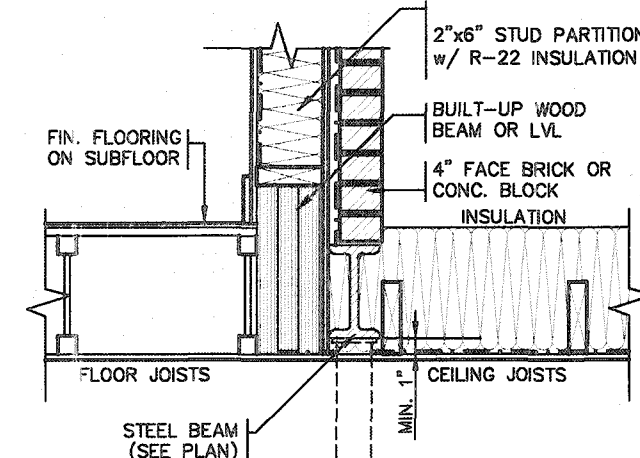 2"x6" STUD PARTITION
w/ R-22 INSULATION
BUILT-UP WOOD
BEAM OR LVL
FIN. FLOORING
ON SUBFLOOR
4" FACE BRICK OR
CONC. BLOCK
INSULATION
FLOOR JOISTS
MIN. 1"
CEILING JOISTS
STEEL BEAM
(SEE PLAN)